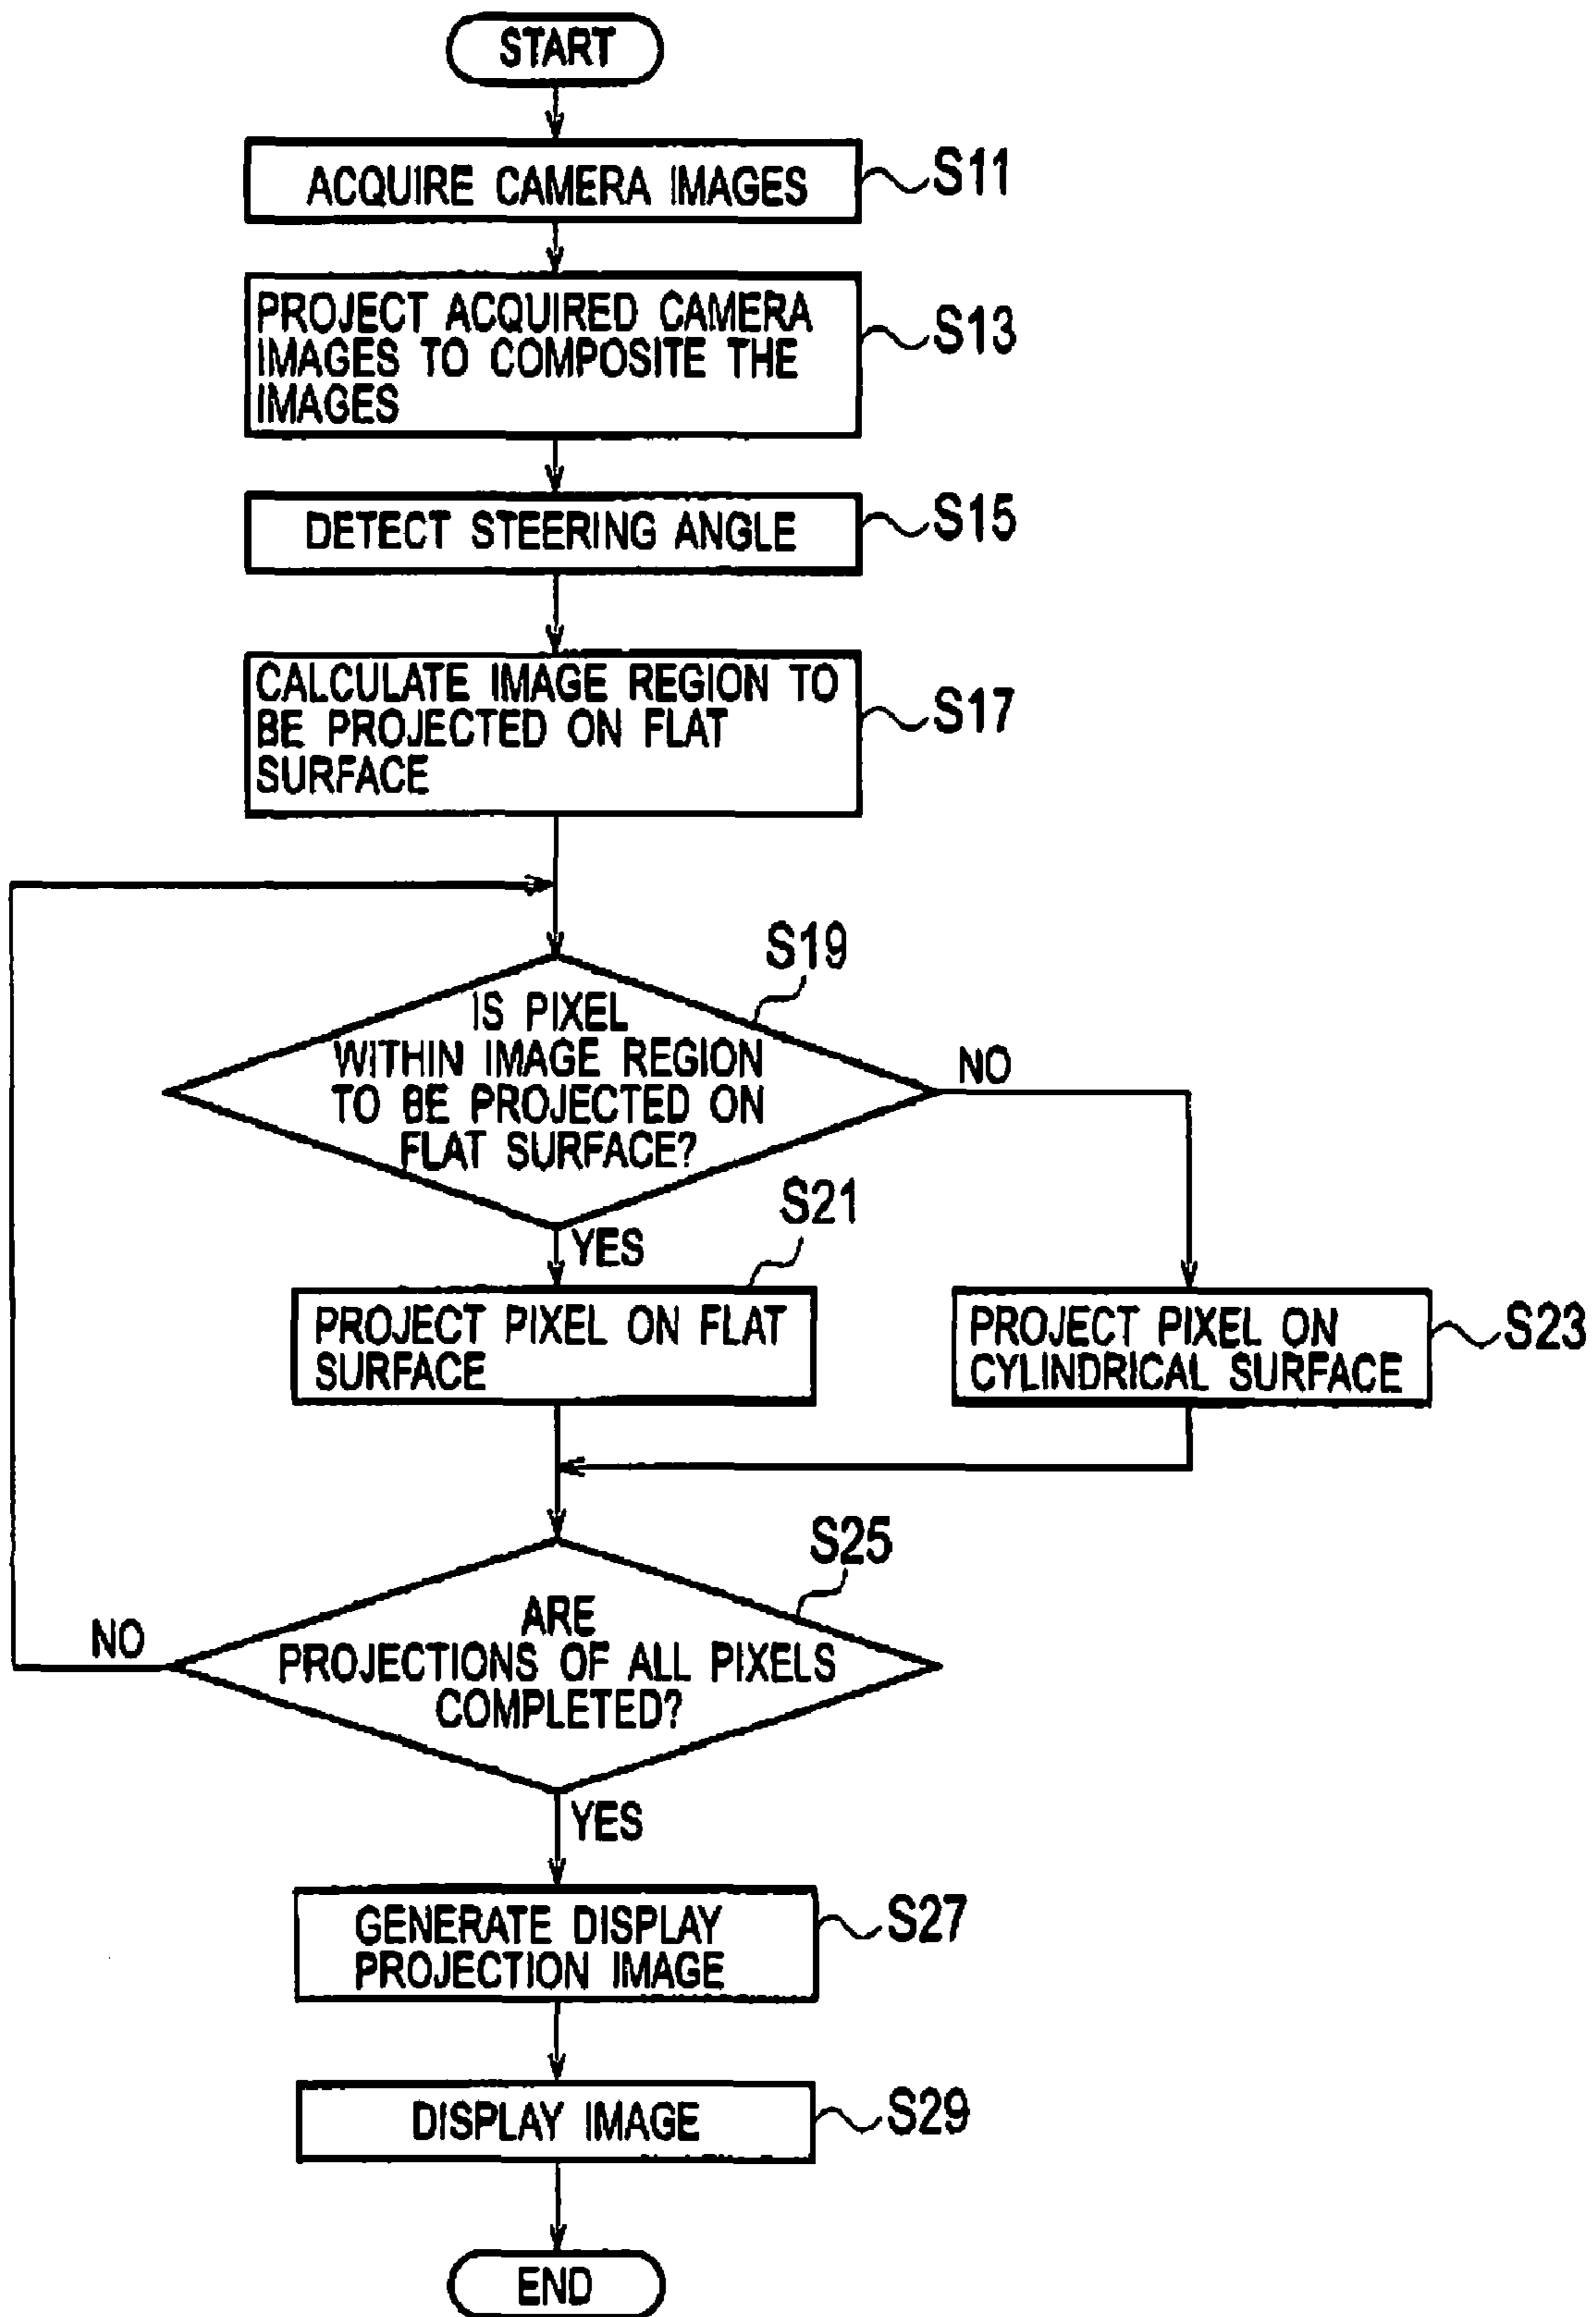 START
ACQUIRE CAMERA IMAGES
S11
PROJECT ACQUIRED CAMERA
IMAGES TO COMPOSITE THE
IMAGES
S13
DETECT STEERING ANGLE
S15
CALCULATE IMAGE REGION TO
BE PROJECTED ON FLAT
SURFACE
S17
S19
IS PIXEL
WITHIN IMAGE REGION
TO BE PROJECTED ON
FLAT SURFACE?
NO
YES
S21
PROJECT PIXEL ON FLAT
SURFACE
PROJECT PIXEL ON
CYLINDRICAL SURFACE
S23
S25
ARE
PROJECTIONS OF ALL PIXELS
COMPLETED?
NO
YES
GENERATE DISPLAY
PROJECTION IMAGE
S27
DISPLAY IMAGE
S29
END